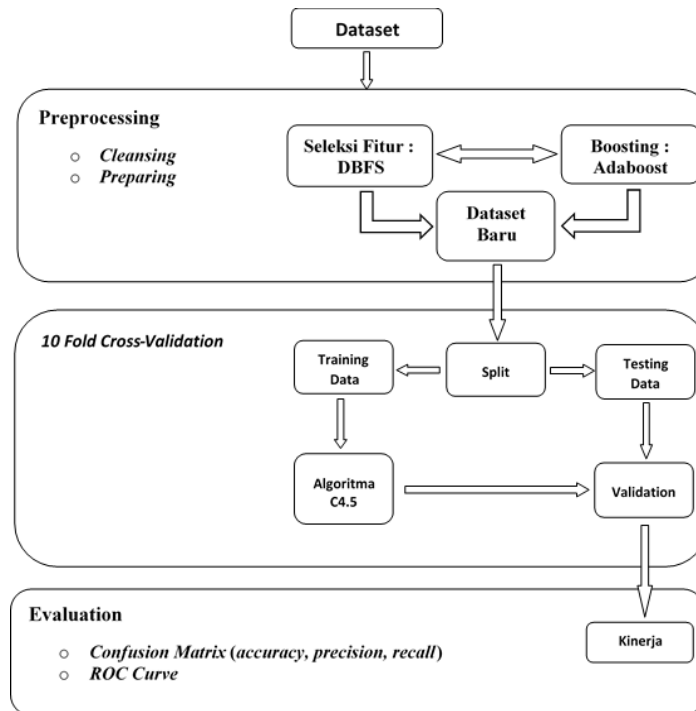 Dataset
Preprocessing
o Cleansing
o Preparing
Seleksi Fitur :
DBFS
Boosting :
Adaboost
Dataset
Baru
10 Fold Cross-Validation
Training
Data
Split
Testing
Data
Algoritma
C4.5
Validation
Evaluation
o Confusion Matrix (accuracy, precision, recall)
o ROC Curve
Kinerja